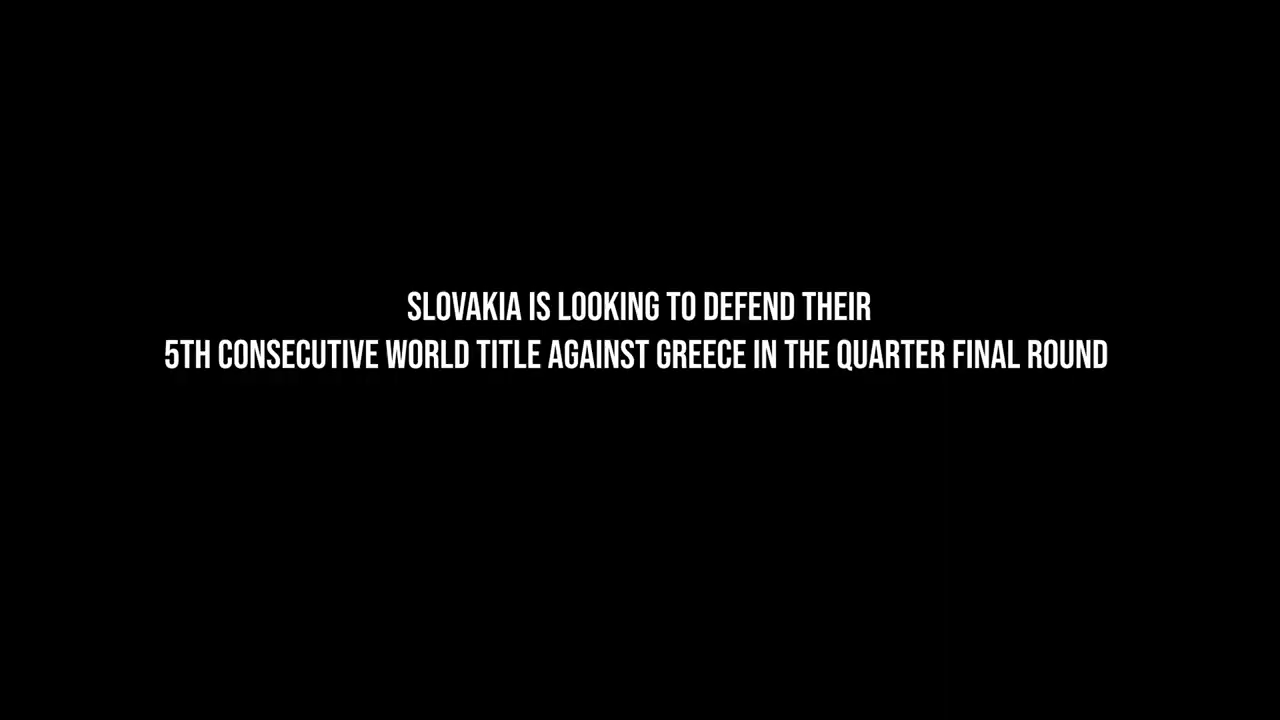 SLOVAKIA IS LOOKING TO DEFEND THEIR
5TH CONSECUTIVE WORLD TITLE AGAINST GREECE IN THE QUARTER FINAL ROUND